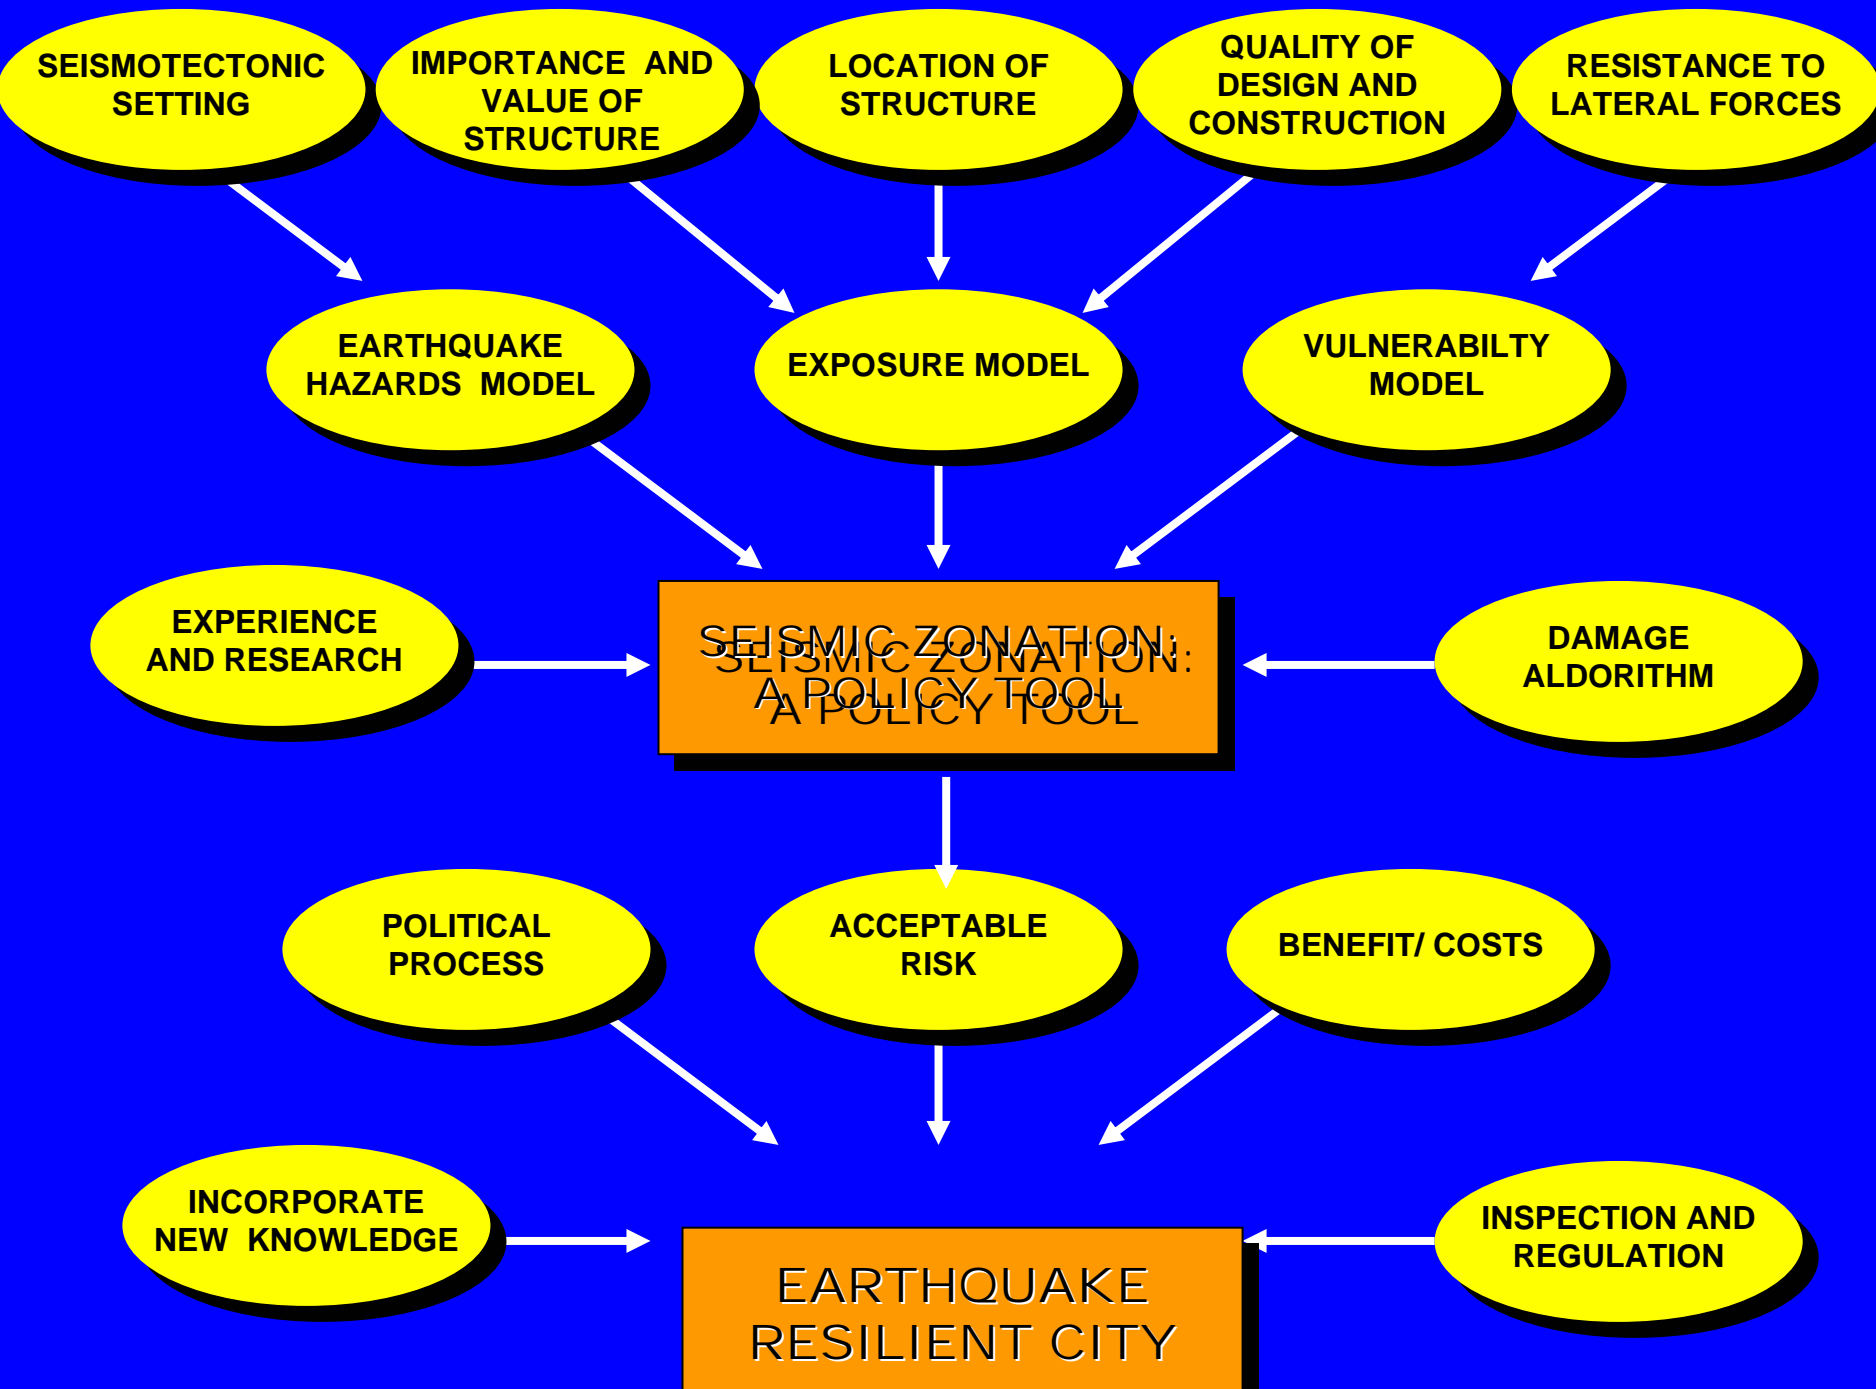 SEISMOTECTONIC
SETTING
IMPORTANCE AND
VALUE OF
STRUCTURE
LOCATION OF
STRUCTURE
QUALITY OF
DESIGN AND
CONSTRUCTION
RESISTANCE TO
LATERAL FORCES
EARTHQUAKE
HAZARDS MODEL
EXPOSURE MODEL
VULNERABILTY
MODEL
EXPERIENCE
AND RESEARCH
SEISMIC ZONATION:
A POLICY TOOL
DAMAGE
ALDORITHM
POLITICAL
PROCESS
ACCEPTABLE
RISK
BENEFIT/ COSTS
INCORPORATE
NEW KNOWLEDGE
EARTHQUAKE
RESILIENT CITY
INSPECTION AND
REGULATION